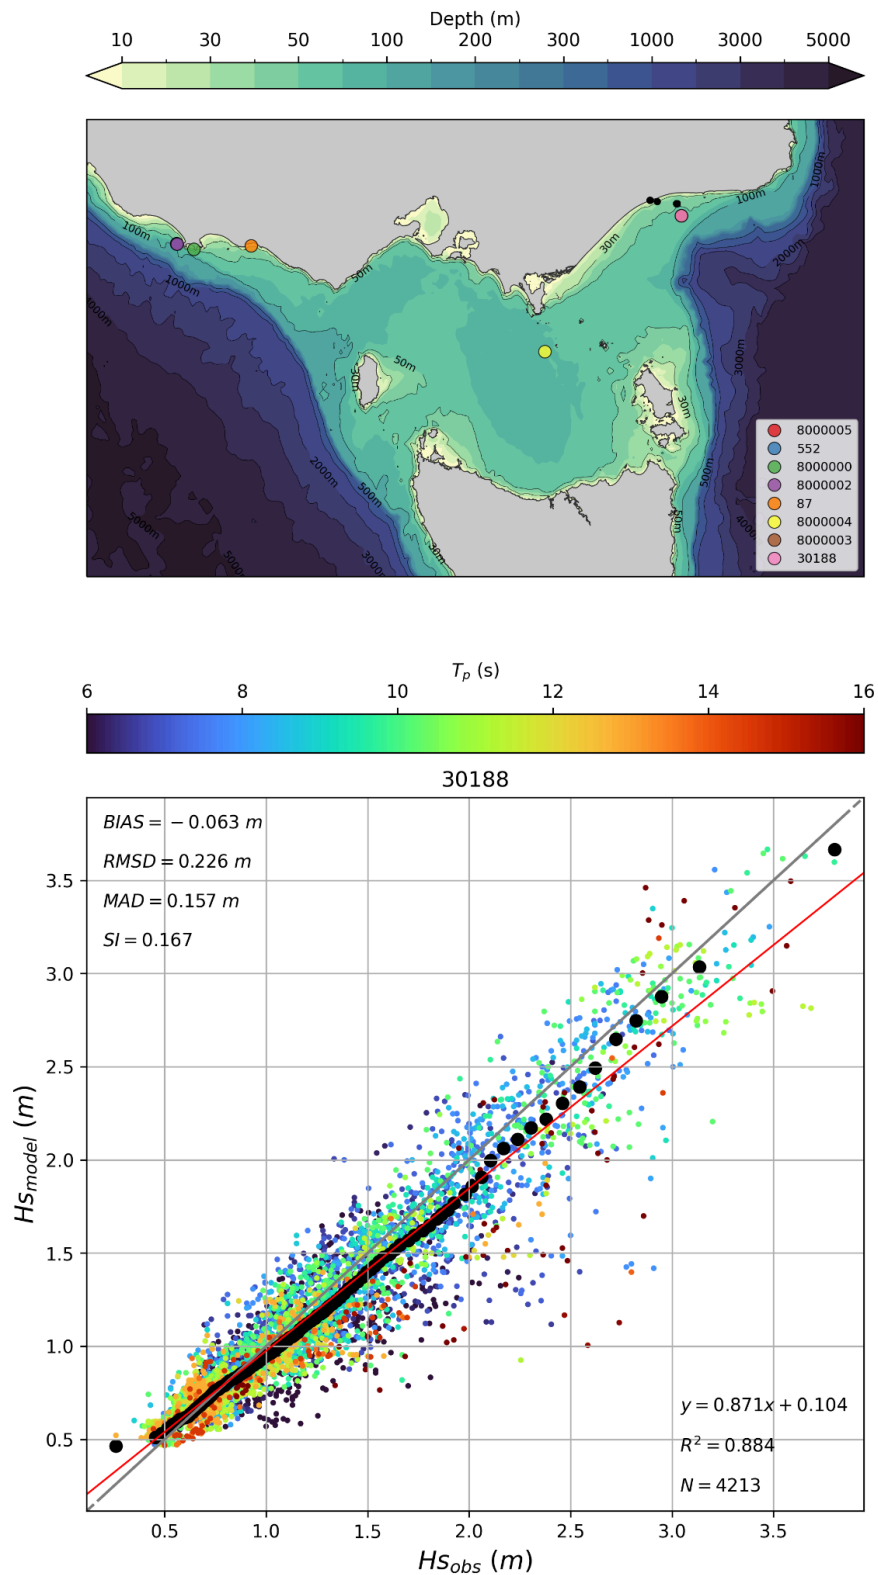 Depth (m)
10 30 50 100 200 300 1000 3000 5000
1000m
100m
100m
30m
2000m
50m
1000m
4000m
3000m
50m
30m
30m
2000m
500m
500m
50m
5000m
4000
5000
3000m
30m
8000005
552
8000000
8000002
87
8000004
8000003
30188
T_p (s)
6 8 10 12 14 16
30188
BIAS = −0.063 m
RMSD = 0.226 m
MAD = 0.157 m
SI = 0.167
3.5
3.0
2.5
2.0
1.5
1.0
0.5
Hs_model (m)
y = 0.871x + 0.104
R² = 0.884
N = 4213
0.5 1.0 1.5 2.0 2.5 3.0 3.5
Hs_obs (m)